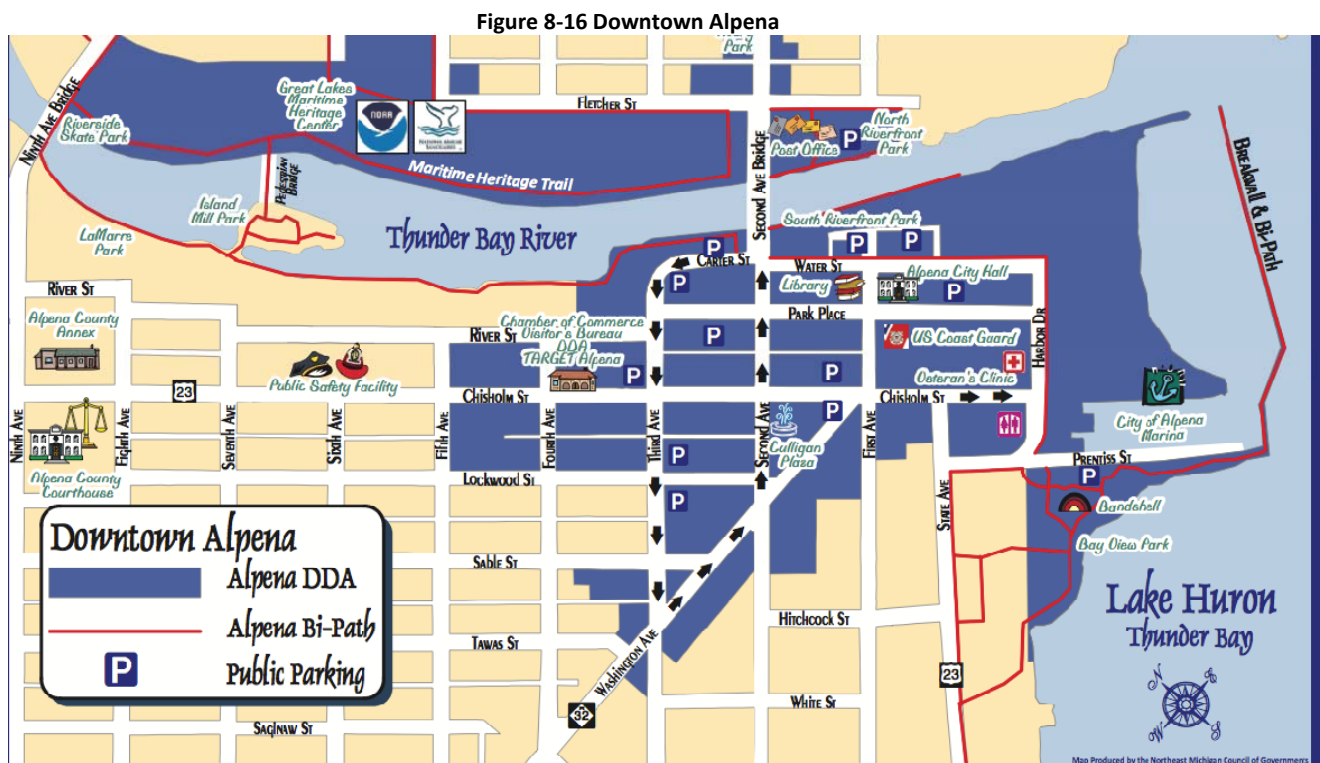 Figure 8-16 Downtown Alpena
Park
Great Lakes
Maritime
Heritage
Center
NOAA
FLETCHER ST
NINTH AVE BRIDGE
Riverside
Skate Park
Post Office
P
North
Riverfront
Park
SECOND AVE BRIDGE
Maritime Heritage Trail
PEDESTRIAN
BRIDGE
BREAKWALL & BI-PATH
Island
Mill Park
LaMarre
Park
Thunder Bay River
South Riverfront Park
P
P
P
CARTER ST
WATER ST
Alpena City Hall
P
Library
P
RIVER ST
Alpena County
Annex
PARK PLACE
HARBOR DR
Chamber of Commerce
Visitor's Bureau
DDA
TARGET Alpena
RIVER ST
P
US Coast Guard
Public Safety Facility
P
P
Veteran's Clinic
23
CHISHOLM ST
CHISHOLM ST
P
City of Alpena
Marina
NINTH AVE
EIGHTH AVE
SEVENTH AVE
SIXTH AVE
FIFTH AVE
FOURTH AVE
THIRD AVE
SECOND AVE
FIRST AVE
Culligan
Plaza
P
PRENTISS ST
P
Alpena County
Courthouse
LOCKWOOD ST
P
STATE AVE
Bandshell
Bay View Park
Downtown Alpena
Alpena DDA
Alpena Bi-Path
P
Public Parking
SABLE ST
Lake Huron
Thunder Bay
HITCHCOCK ST
TAWAS ST
WASHINGTON AVE
23
N
E
W
S
32
WHITE ST
SAGINAW ST
Map Produced by the Northeast Michigan Council of Governments